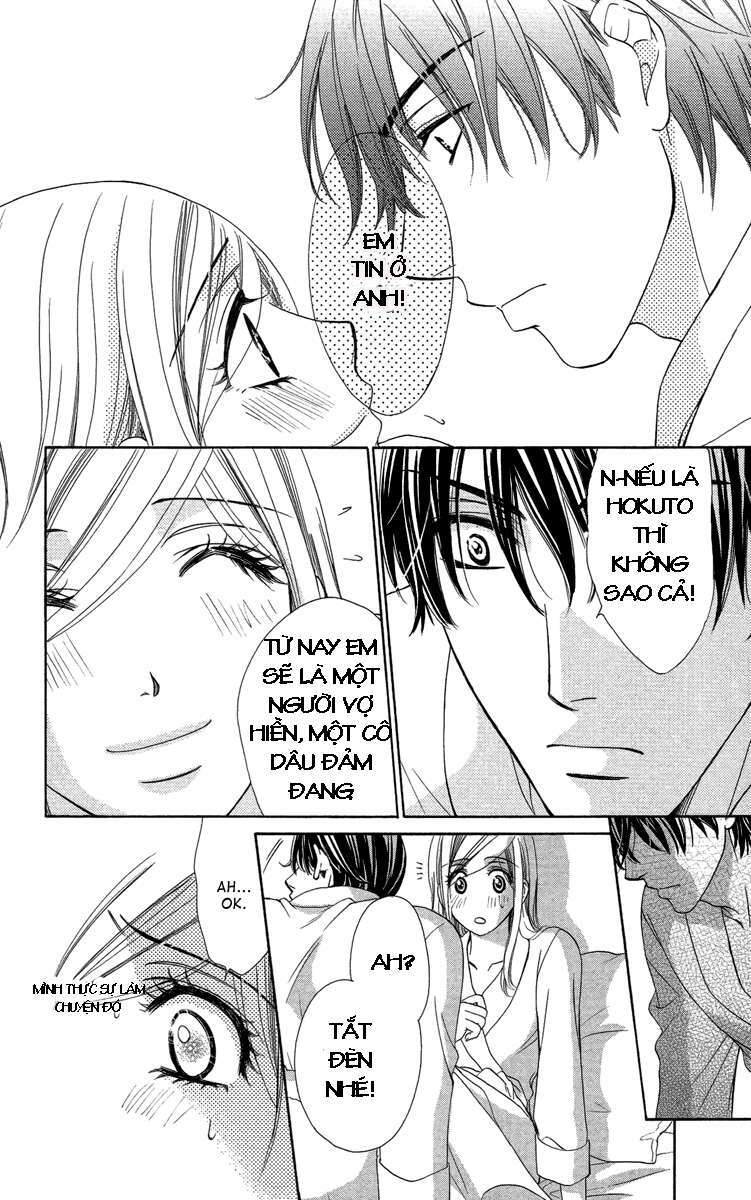 EM
TIN Ở
ANH!
N-NẾU LÀ
HOKUTO
THÌ
KHÔNG
SAO CẢ!
TỪ NAY EM
SẼ LÀ MỘT
NGƯỜI VỢ
HIỀN, MỘT CÔ
DÂU ĐẢM
ĐANG.
AH?
TẮT
ĐÈN
NHÉ!
AH...
OK.
MÌNH THỰC SỰ LÀM
CHUYỆN ĐÓ